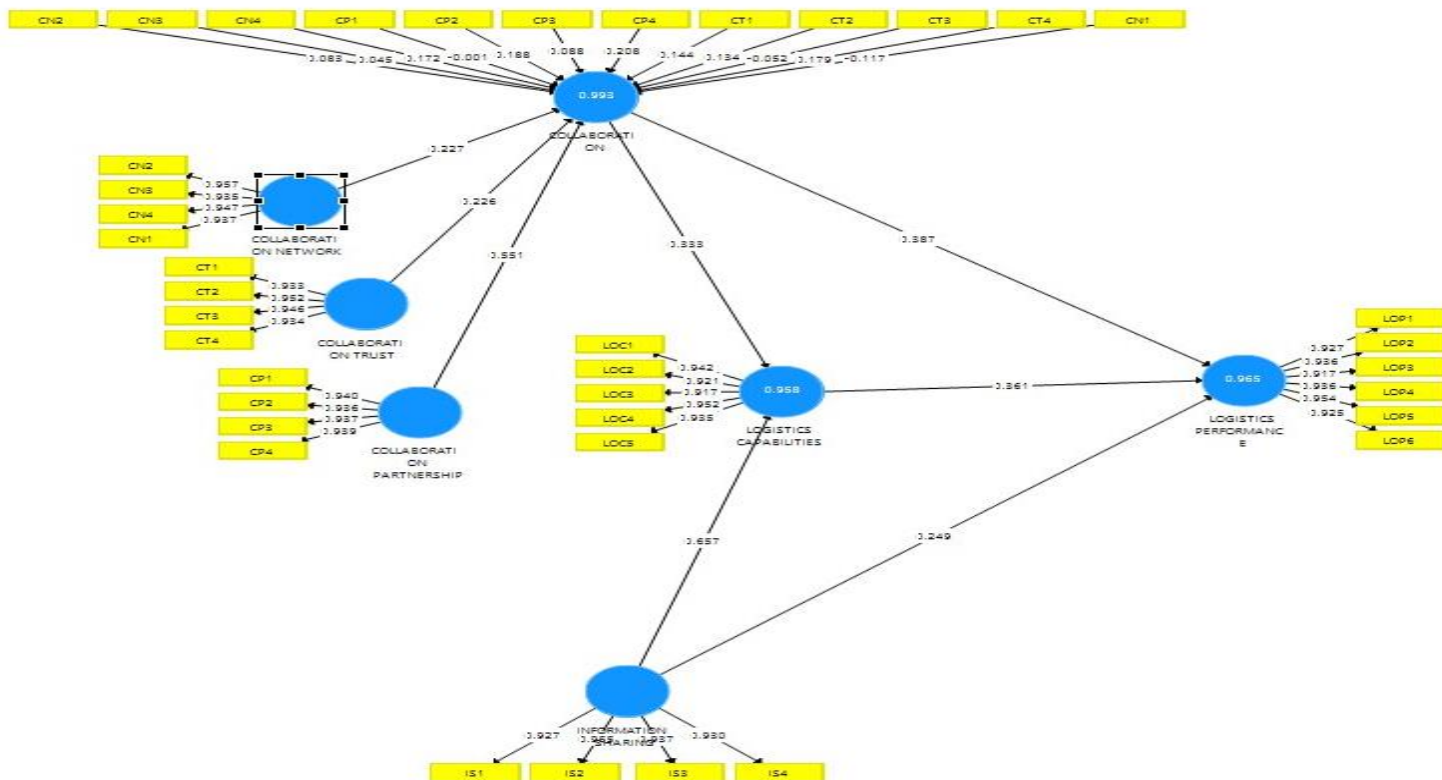 CN2 CN3 CN4 CP1 CP2 CP3 CP4 CT1 CT2 CT3 CT4 CN1
0.083 0.045 0.172 -0.001 0.188 0.088 0.208 0.144 0.134 -0.052 0.179 -0.117
0.993
COLLABORATI
ON
0.227
CN2
CN3
CN4
CN1
0.957
0.935
0.947
0.937
COLLABORATI
ON NETWORK
0.226
CT1
CT2
CT3
CT4
0.933
0.952
0.946
0.934
COLLABORATI
ON TRUST
0.551
CP1
CP2
CP3
CP4
0.940
0.936
0.937
0.939
COLLABORATI
ON
PARTNERSHIP
0.333
0.387
LOC1
LOC2
LOC3
LOC4
LOC5
0.942
0.921
0.917
0.952
0.935
0.958
LOGISTICS
CAPABILITIES
0.361
0.965
LOGISTICS
PERFORMANC
E
0.927
0.936
0.917
0.936
0.954
0.925
LOP1
LOP2
LOP3
LOP4
LOP5
LOP6
0.657
0.249
INFORMATION
SHARING
0.927 0.937 0.930
IS1 IS2 IS3 IS4